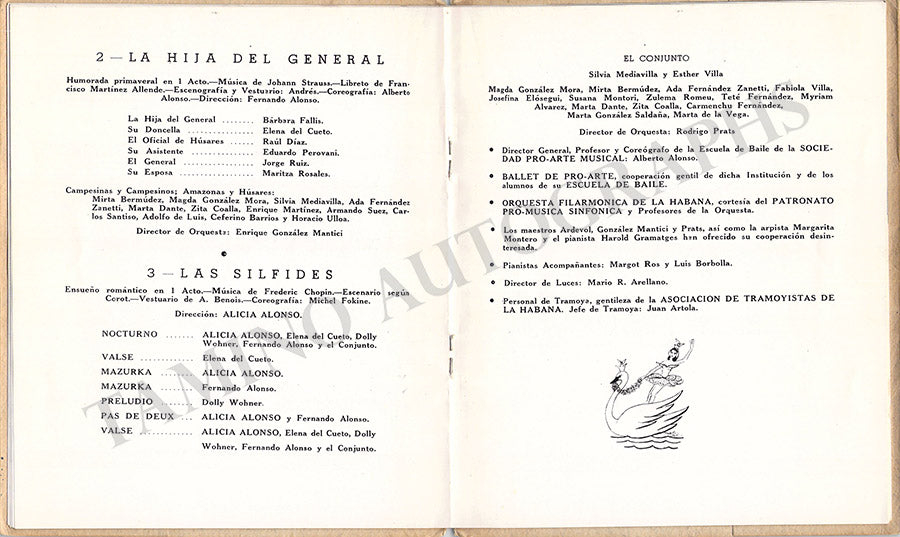 2 — LA HIJA DEL GENERAL
Humorada primaveral en 1 Acto.—Música de Johann Strauss.—Libreto de Fran-
cisco Martínez Allende.—Escenografía y Vestuario: Andrés.—Coreografía: Alberto
Alonso.—Dirección: Fernando Alonso.
La Hija del General ........ Bárbara Fallis.
Su Doncella ................ Elena del Cueto.
El Oficial de Húsares ...... Raúl Díaz.
Su Asistente ............... Eduardo Perovani.
El General ................. Jorge Ruiz.
Su Esposa .................. Maritza Rosales.
Campesinas y Campesinos; Amazonas y Húsares:
Mirta Bermúdez, Magda González Mora, Silvia Mediavilla, Ada Fernández
Zanetti, Marta Dante, Zita Coalla, Enrique Martínez, Armando Suez, Car-
los Santiso, Adolfo de Luis, Ceferino Barrios y Horacio Ulloa.
Director de Orquesta: Enrique González Mantici
3 — LAS SILFIDES
Ensueño romántico en 1 Acto.—Música de Frederic Chopin.—Escenario según
Corot.—Vestuario de A. Benois.—Coreografía: Michel Fokine.
Dirección: ALICIA ALONSO.
NOCTURNO ....... ALICIA ALONSO, Elena del Cueto, Dolly
Wohner, Fernando Alonso y el Conjunto.
VALSE ............. Elena del Cueto.
MAZURKA ......... ALICIA ALONSO.
MAZURKA ......... Fernando Alonso.
PRELUDIO ........ Dolly Wohner.
PAS DE DEUX ... ALICIA ALONSO y Fernando Alonso.
VALSE ............. ALICIA ALONSO, Elena del Cueto, Dolly
Wohner, Fernando Alonso y el Conjunto.
EL CONJUNTO
Silvia Mediavilla y Esther Villa
Magda González Mora, Mirta Bermúdez, Ada Fernández Zanetti, Fabiola Villa,
Josefina Elósegui, Susana Montori, Zulema Romeu, Teté Fernández, Myriam
Alvarez, Marta Dante, Zita Coalla, Carmenchu Fernández,
Marta González Saldaña, Marta de la Vega.
Director de Orquesta: Rodrigo Prats
• Director General, Profesor y Coreógrafo de la Escuela de Baile de la SOCIE-
DAD PRO-ARTE MUSICAL: Alberto Alonso.
• BALLET DE PRO-ARTE, cooperación gentil de dicha Institución y de los
alumnos de su ESCUELA DE BAILE.
• ORQUESTA FILARMONICA DE LA HABANA, cortesía del PATRONATO
PRO-MUSICA SINFONICA y Profesores de la Orquesta.
• Los maestros Ardevol, González Mantici y Prats, así como la arpista Margarita
Montero y el pianista Harold Gramatges han ofrecido su cooperación desin-
teresada.
• Pianistas Acompañantes: Margot Ros y Luis Borbolla.
• Director de Luces: Mario R. Arellano.
• Personal de Tramoya, gentileza de la ASOCIACION DE TRAMOYISTAS DE
LA HABANA. Jefe de Tramoya: Juan Artola.
TAMINO AUTOGRAPHS